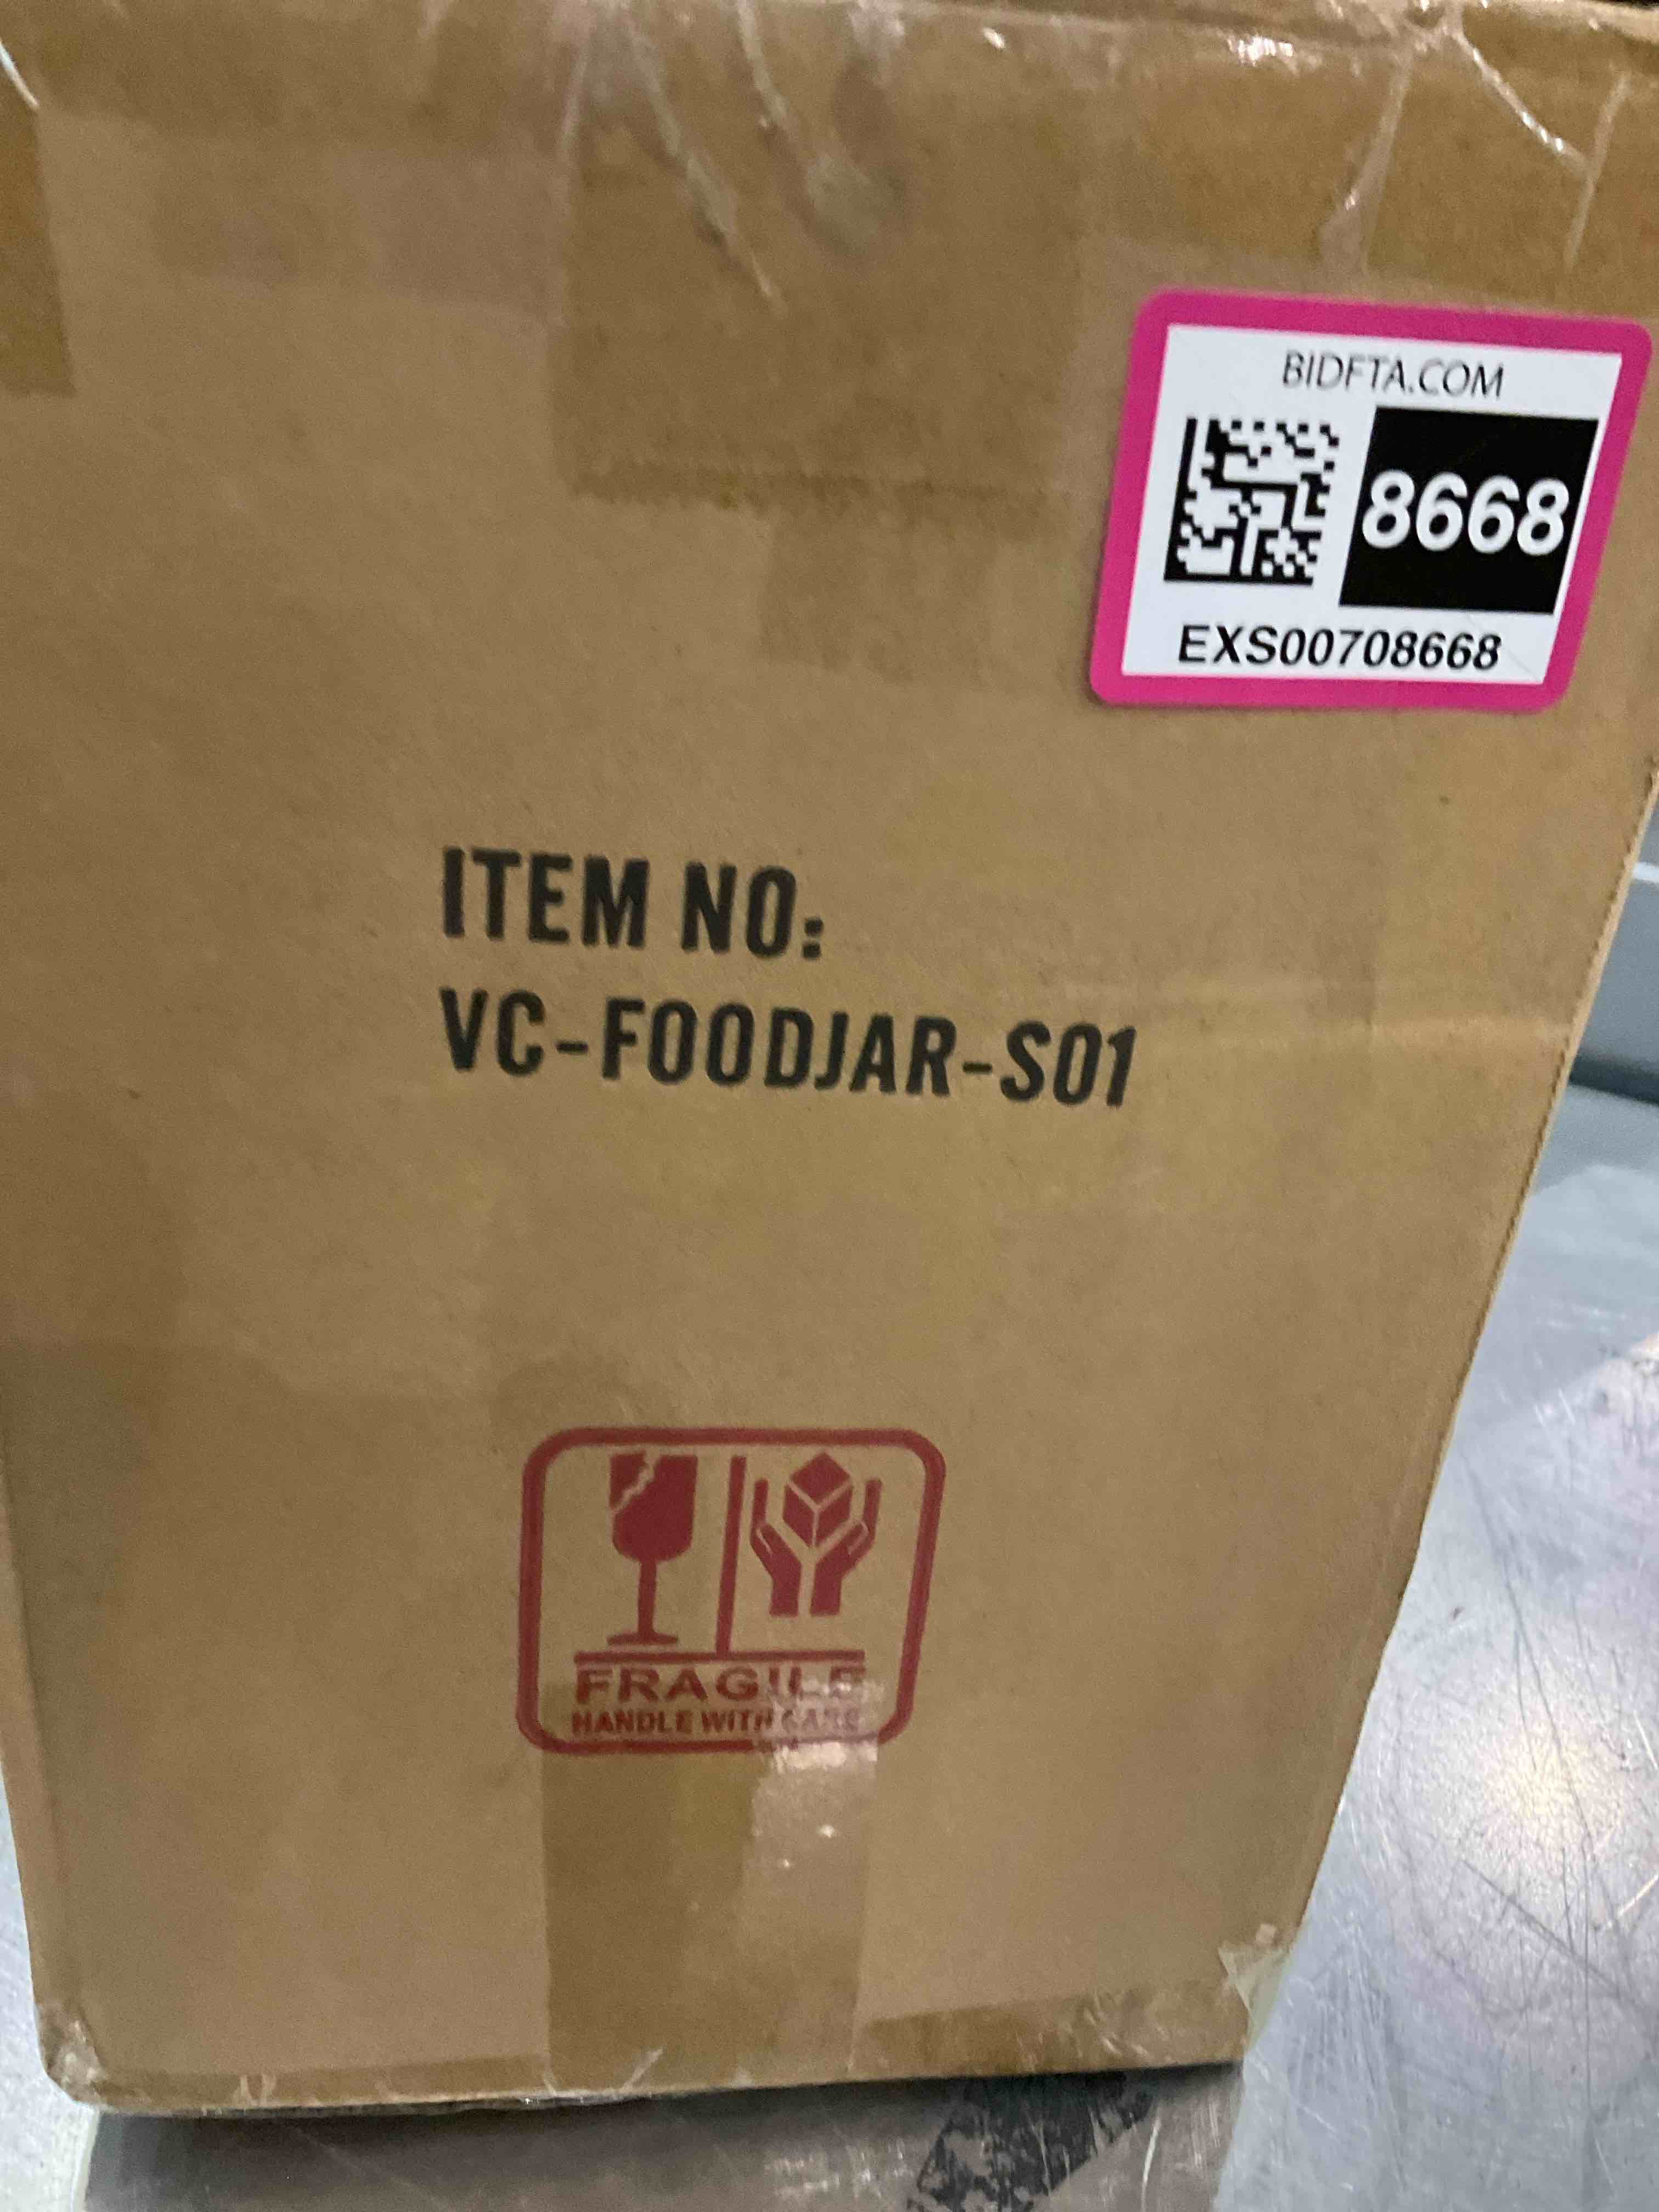 BIDFTA.COM
8668
EXS00708668
ITEM NO:
VC-FOODJAR-S01
FRAGILE
HANDLE WITH CARE